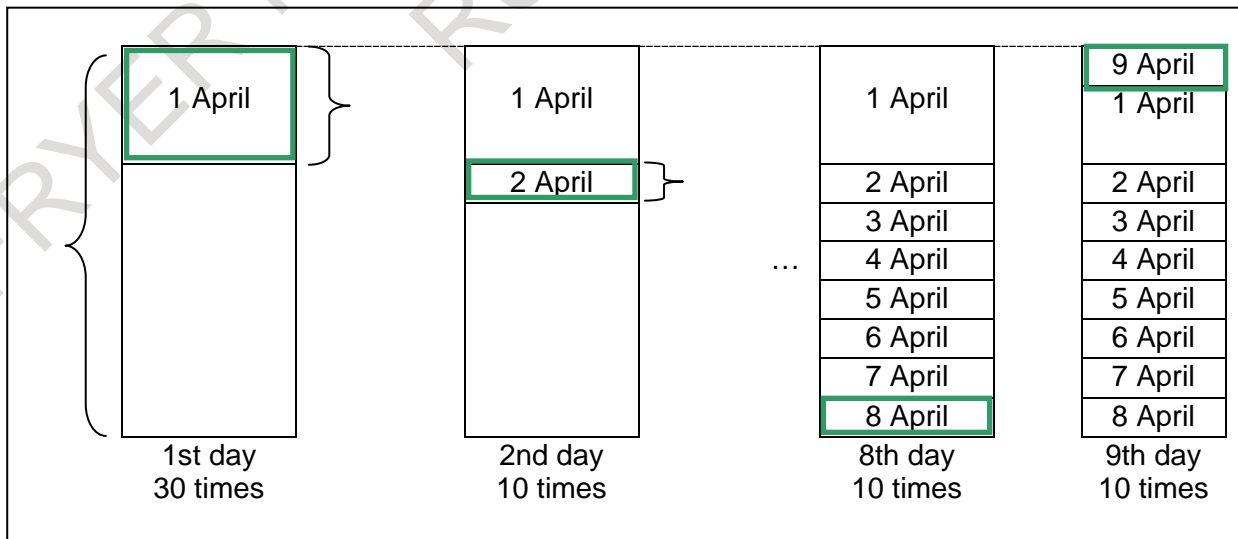 1 April
1st day
30 times
1 April
2 April
2nd day
10 times
…
1 April
2 April
3 April
4 April
5 April
6 April
7 April
8 April
8th day
10 times
9 April
1 April
2 April
3 April
4 April
5 April
6 April
7 April
8 April
9th day
10 times